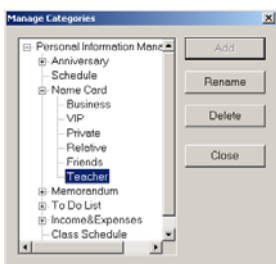 Manage Categories
Personal Information Mana
Anniversary
Schedule
Name Card
Business
VIP
Private
Relative
Friends
Teacher
Memorandum
To Do List
Income&Expenses
Class Schedule
Add
Rename
Delete
Close